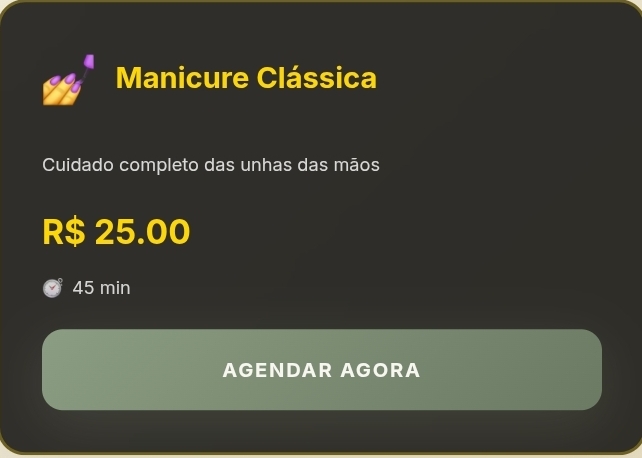 Manicure Clássica
Cuidado completo das unhas das mãos
R$ 25.00
45 min
AGENDAR AGORA